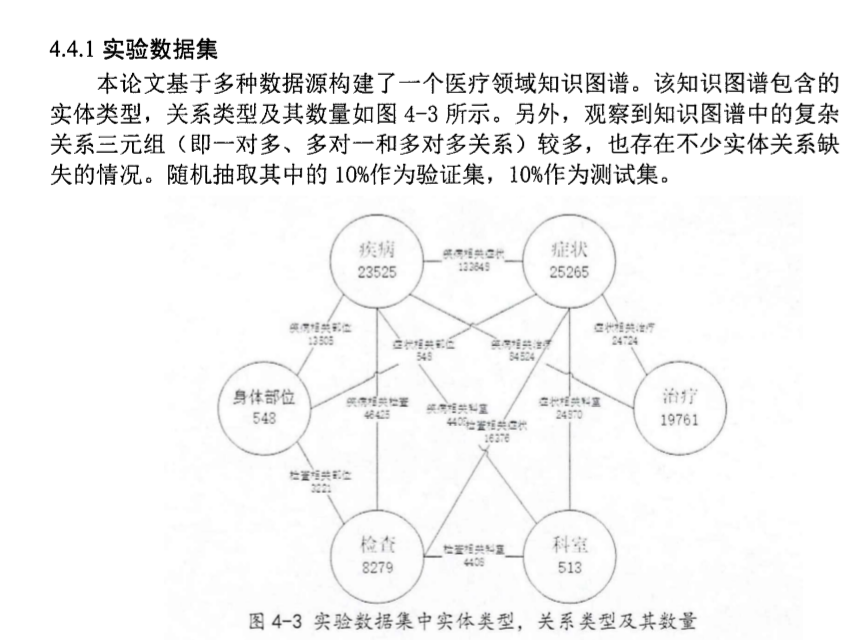 4.4.1 实验数据集
本论文基于多种数据源构建了一个医疗领域知识图谱。该知识图谱包含的
实体类型，关系类型及其数量如图 4-3 所示。另外，观察到知识图谱中的复杂
关系三元组（即一对多、多对一和多对多关系）较多，也存在不少实体关系缺
失的情况。随机抽取其中的 10%作为验证集，10%作为测试集。
疾病
23525
症状
25265
疾病相关症状
133648
疾病相关部位
症状相关部位
548
疾病相关治疗
症状相关治疗
24724
身体部位
543
疾病相关检查
46425
疾病相关科室
检查相关症状
16376
症状相关科室
治疗
19761
检查相关部位
检查
8279
检查相关科室
科室
513
图 4-3 实验数据集中实体类型，关系类型及其数量